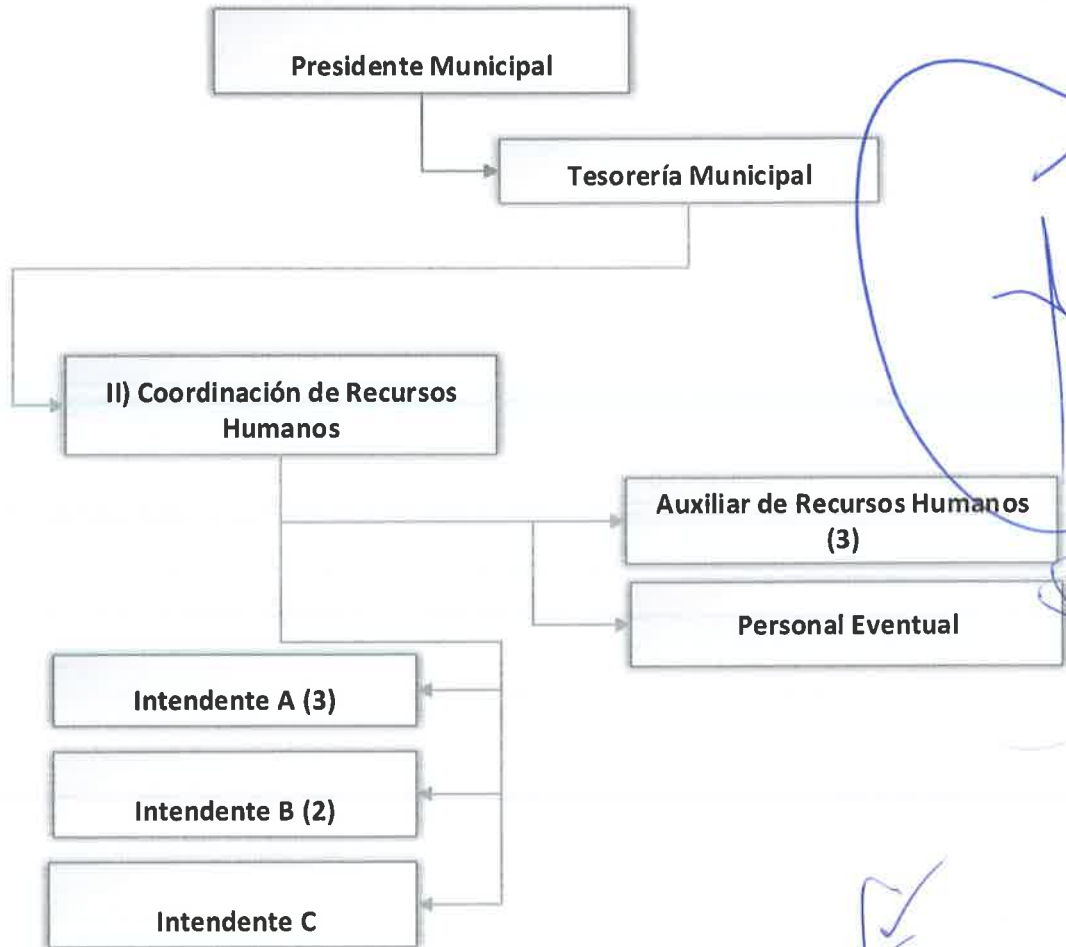 Presidente Municipal
Tesorería Municipal
II) Coordinación de Recursos
Humanos
Auxiliar de Recursos Humanos
(3)
Personal Eventual
Intendente A (3)
Intendente B (2)
Intendente C